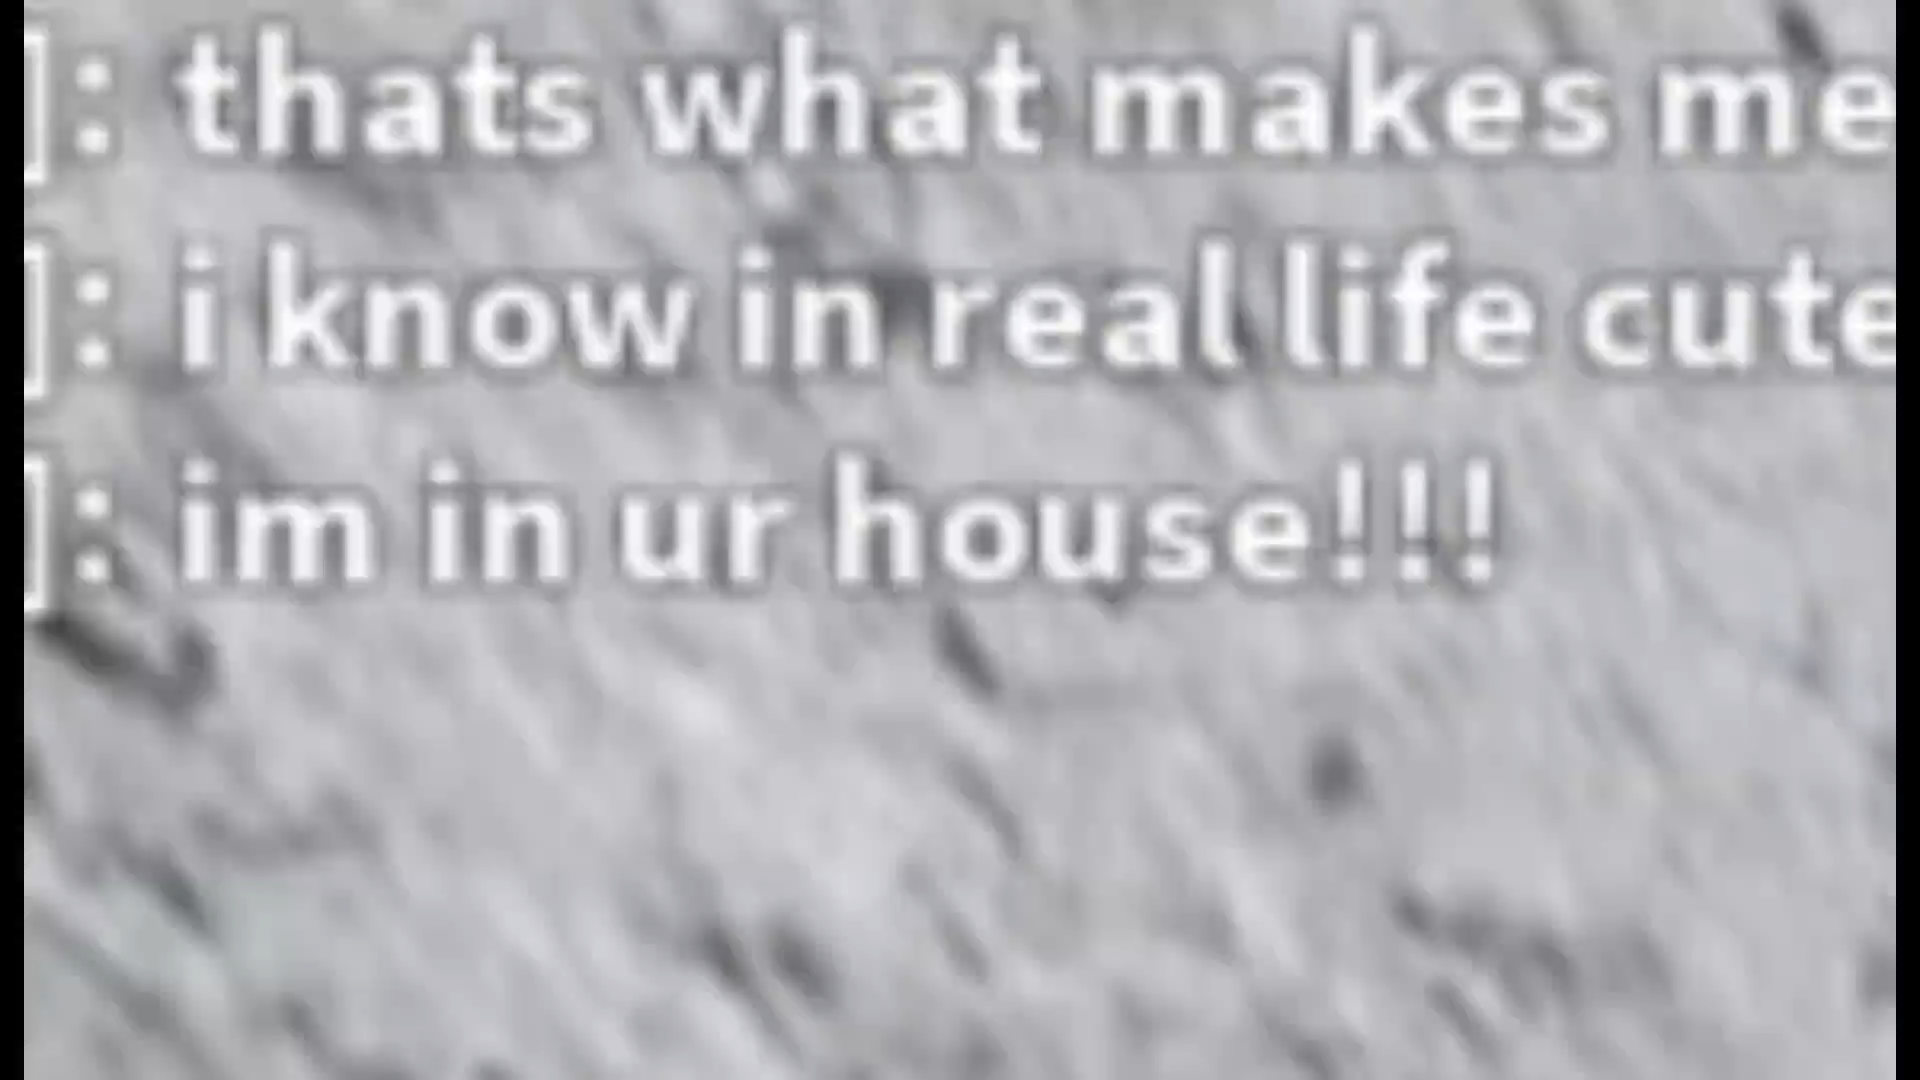 ]: thats what makes me
]: i know in real life cute
]: im in ur house!!!